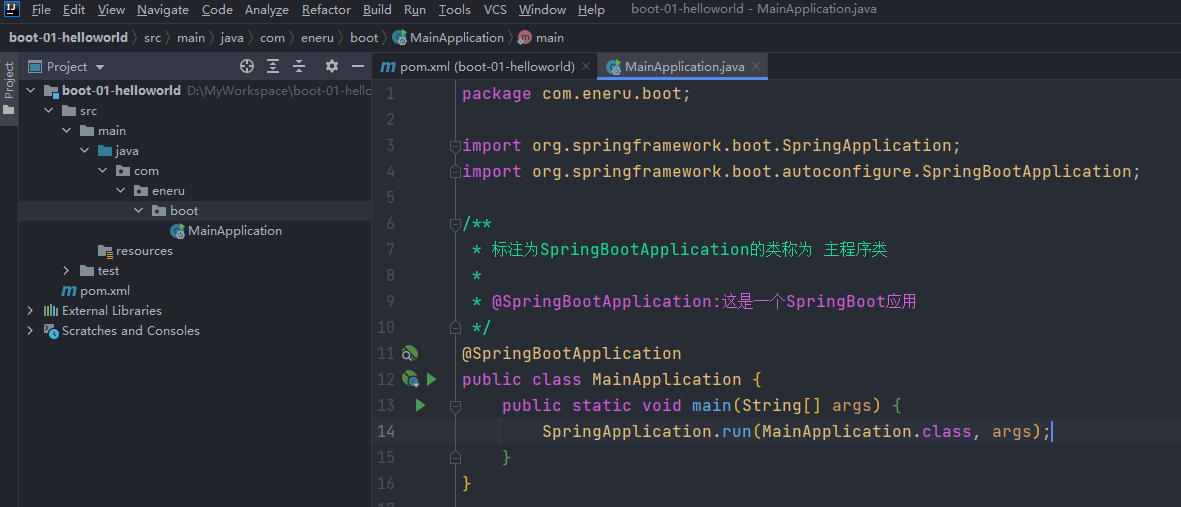 File Edit View Navigate Code Analyze Refactor Build Run Tools VCS Window Help boot-01-helloworld - MainApplication.java
boot-01-helloworld src main java com eneru boot MainApplication main
Project
Project
pom.xml (boot-01-helloworld)
MainApplication.java
boot-01-helloworld D:\MyWorkspace\boot-01-hello
src
main
java
com
eneru
boot
MainApplication
resources
test
pom.xml
External Libraries
Scratches and Consoles
1 package com.eneru.boot;
2
3 import org.springframework.boot.SpringApplication;
4 import org.springframework.boot.autoconfigure.SpringBootApplication;
5
6 /**
7 * 标注为SpringBootApplication的类称为 主程序类
8 *
9 * @SpringBootApplication:这是一个SpringBoot应用
10 */
11 @SpringBootApplication
12 public class MainApplication {
13 public static void main(String[] args) {
14 SpringApplication.run(MainApplication.class, args);
15 }
16 }